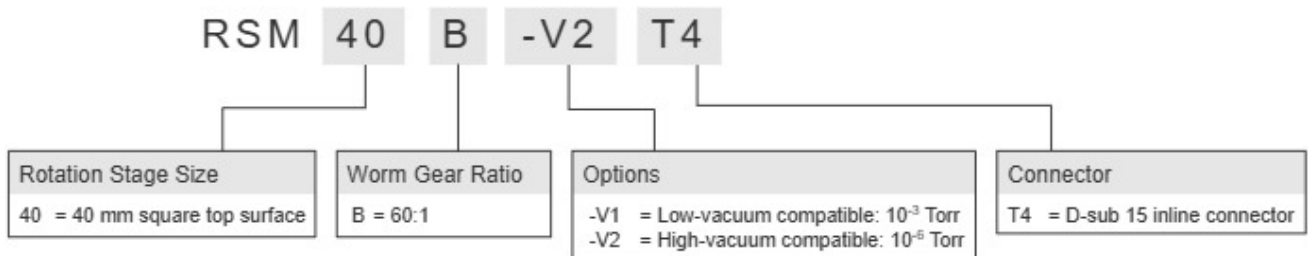 RSM 40 B -V2 T4
Rotation Stage Size
40 = 40 mm square top surface
Worm Gear Ratio
B = 60:1
Options
-V1 = Low-vacuum compatible: 10⁻³ Torr
-V2 = High-vacuum compatible: 10⁻⁶ Torr
Connector
T4 = D-sub 15 inline connector